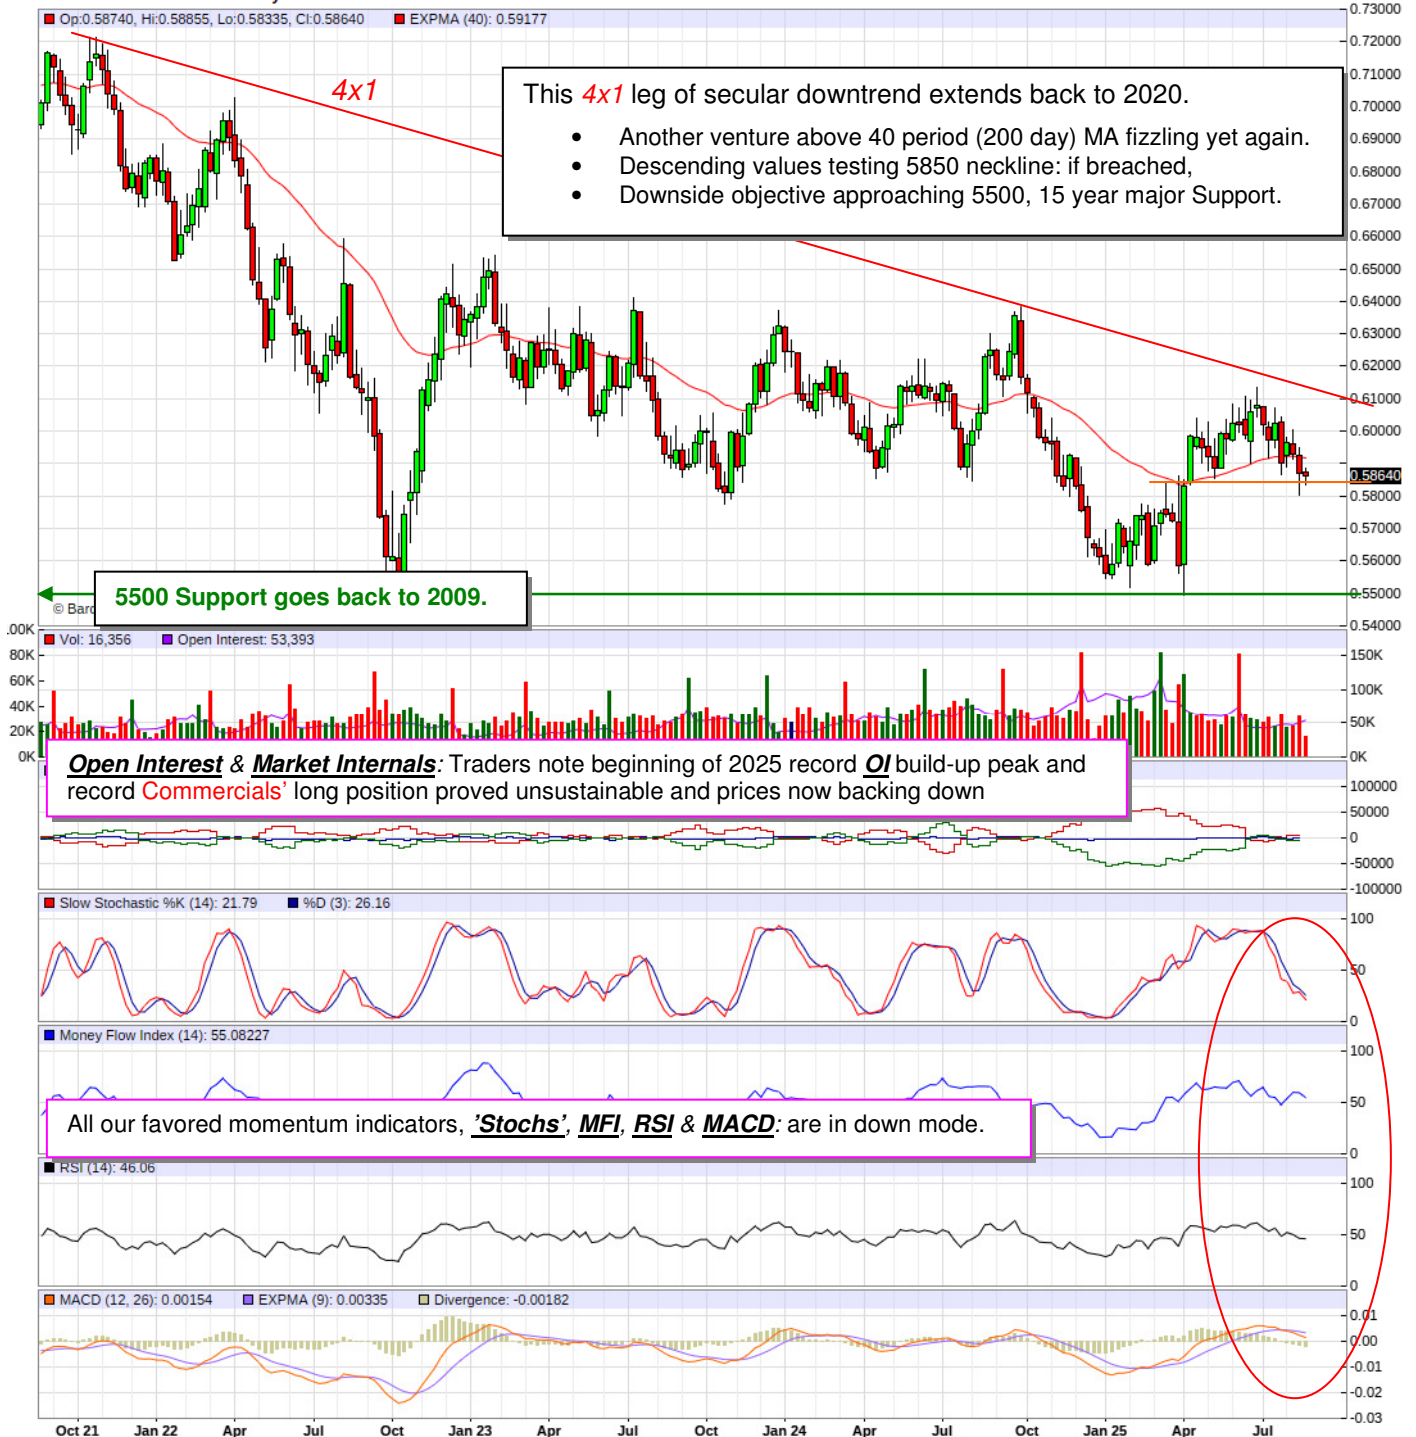 Op:0.58740, Hi:0.58855, Lo:0.58335, Cl:0.58640 EXPMA (40): 0.59177
0.73000
0.72000
0.71000
0.70000
0.69000
0.68000
0.67000
0.66000
0.65000
0.64000
0.63000
0.62000
0.61000
0.60000
0.58640
0.58000
0.57000
0.56000
0.55000
0.54000
4x1
This 4x1 leg of secular downtrend extends back to 2020.
• Another venture above 40 period (200 day) MA fizzling yet again.
• Descending values testing 5850 neckline: if breached,
• Downside objective approaching 5500, 15 year major Support.
5500 Support goes back to 2009.
© Barc
Vol: 16,356 Open Interest: 53,393
.00K
80K
60K
40K
20K
0K
150K
100K
50K
0K
Open Interest & Market Internals: Traders note beginning of 2025 record OI build-up peak and
record Commercials' long position proved unsustainable and prices now backing down
100000
50000
0
-50000
-100000
Slow Stochastic %K (14): 21.79 %D (3): 26.16
100
50
0
Money Flow Index (14): 55.08227
100
50
0
All our favored momentum indicators, 'Stochs', MFI, RSI & MACD: are in down mode.
RSI (14): 46.06
100
50
0
MACD (12, 26): 0.00154 EXPMA (9): 0.00335 Divergence: -0.00182
0.01
0.00
-0.01
-0.02
-0.03
Oct 21 Jan 22 Apr Jul Oct Jan 23 Apr Jul Oct Jan 24 Apr Jul Oct Jan 25 Apr Jul